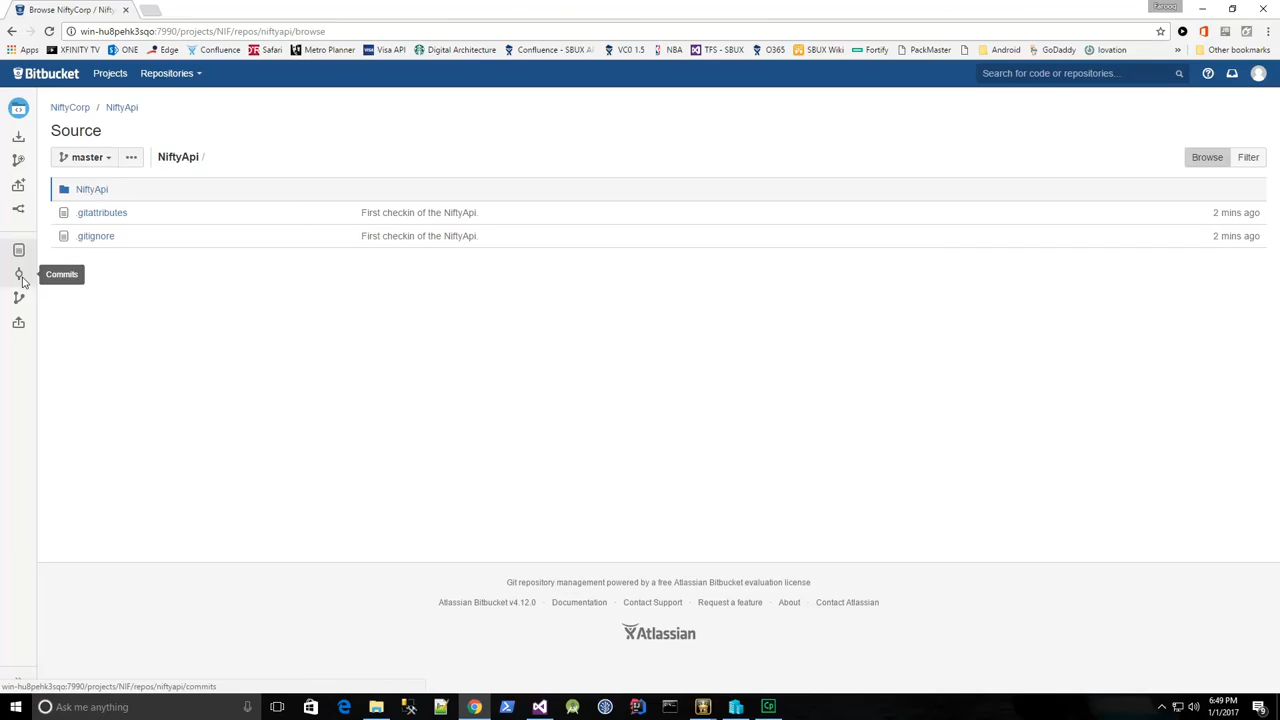 Browse NiftyCorp / Nifty
Farooq
win-hu8pehk3sqo:7990/projects/NIF/repos/niftyapi/browse
Apps XFINITY TV ONE Edge Confluence Safari Metro Planner Visa API Digital Architecture Confluence - SBUX A VC0 1.5 NBA TFS - SBUX O365 SBUX Wiki Fortify PackMaster Android GoDaddy Iovation » Other bookmarks
Bitbucket Projects Repositories Search for code or repositories...
NiftyCorp / NiftyApi
Source
master ••• NiftyApi / Browse Filter
NiftyApi
.gitattributes First checkin of the NiftyApi. 2 mins ago
.gitignore First checkin of the NiftyApi. 2 mins ago
Commits
Git repository management powered by a free Atlassian Bitbucket evaluation license
Atlassian Bitbucket v4.12.0 · Documentation · Contact Support · Request a feature · About · Contact Atlassian
Atlassian
win-hu8pehk3sqo:7990/projects/NIF/repos/niftyapi/commits
Ask me anything
6:49 PM
1/1/2017